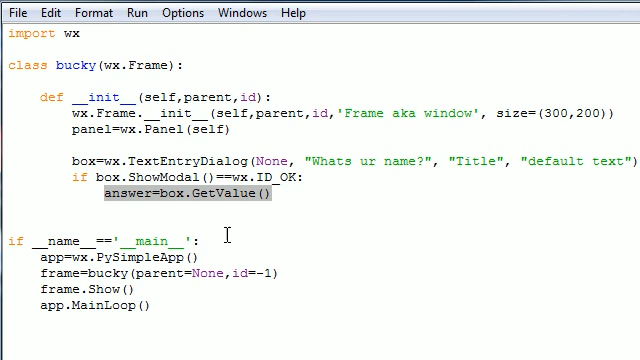 File Edit Format Run Options Windows Help
import wx
class bucky(wx.Frame):
def __init__(self,parent,id):
wx.Frame.__init__(self,parent,id,'Frame aka window', size=(300,200))
panel=wx.Panel(self)
box=wx.TextEntryDialog(None, "Whats ur name?", "Title", "default text")
if box.ShowModal()==wx.ID_OK:
answer=box.GetValue()
if __name__=='__main__':
app=wx.PySimpleApp()
frame=bucky(parent=None,id=-1)
frame.Show()
app.MainLoop()